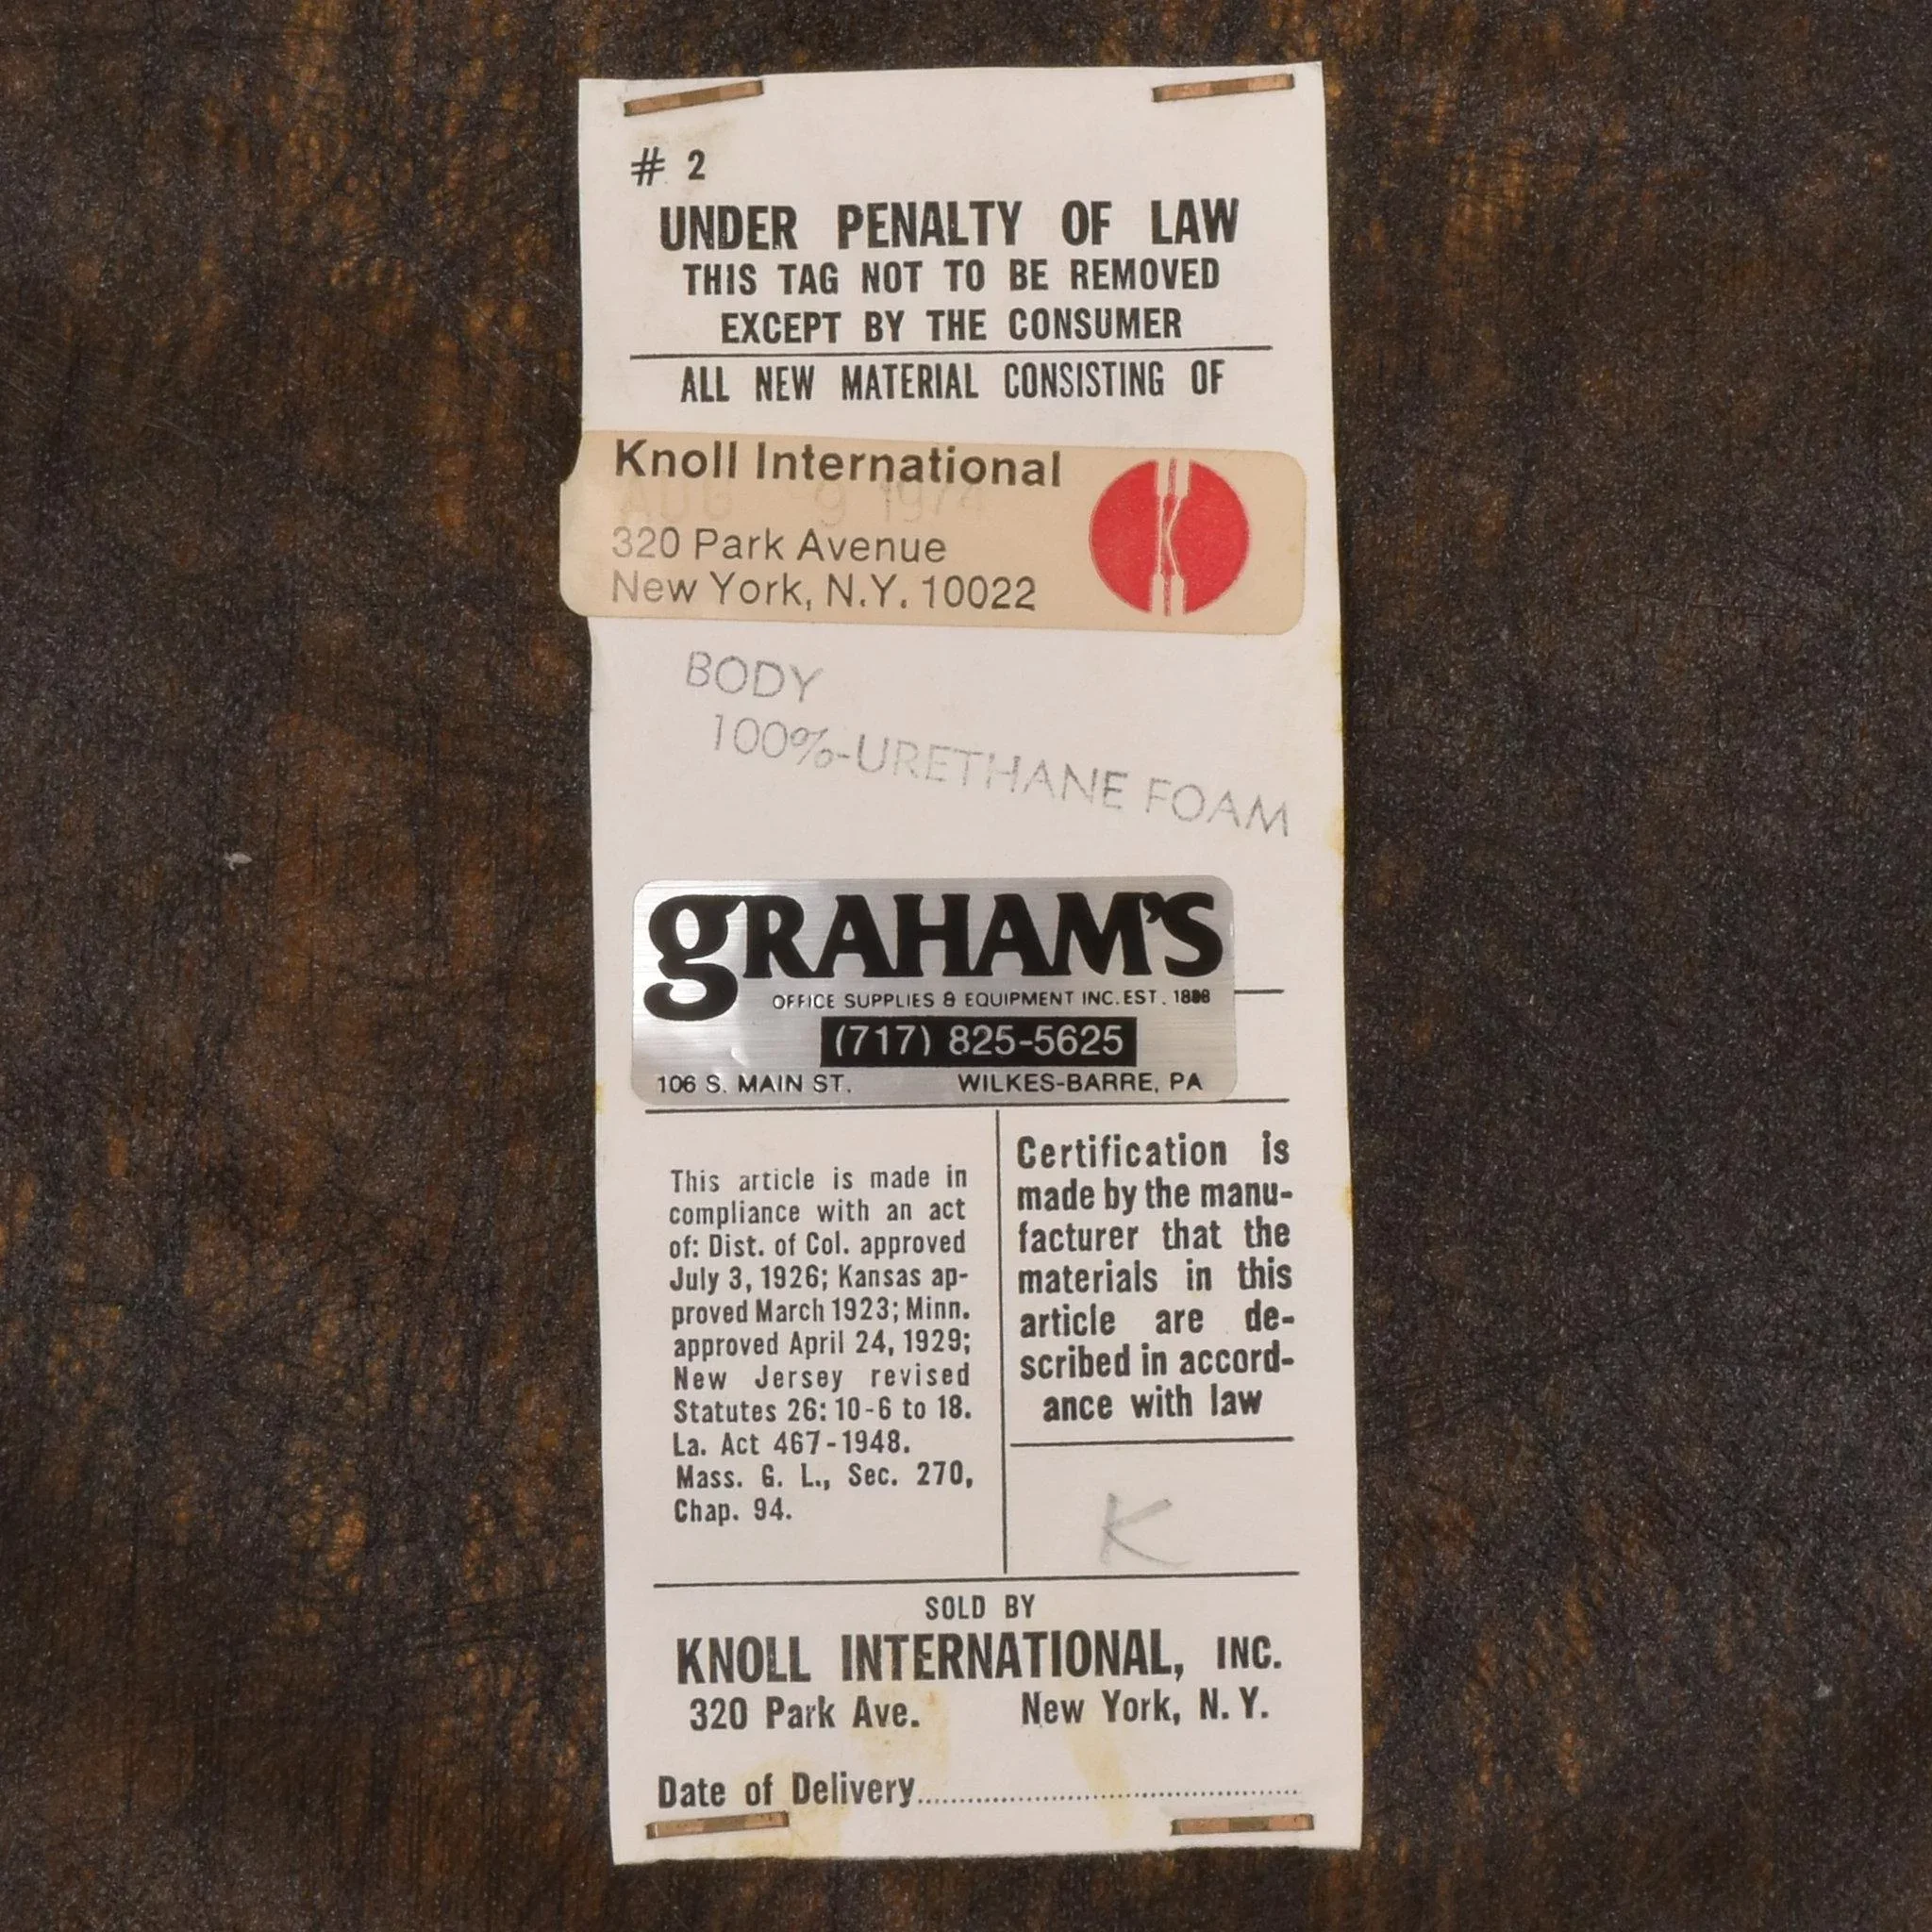 # 2
UNDER PENALTY OF LAW
THIS TAG NOT TO BE REMOVED
EXCEPT BY THE CONSUMER
ALL NEW MATERIAL CONSISTING OF
Knoll International
AUG 9 1974
320 Park Avenue
New York, N.Y. 10022
BODY
100%-URETHANE FOAM
gRAHAM'S
OFFICE SUPPLIES & EQUIPMENT INC. EST.
(717) 825-5625
106 S. MAIN ST. WILKES-BARRE, PA
This article is made in
compliance with an act
of: Dist. of Col. approved
July 3, 1926; Kansas ap-
proved March 1923; Minn.
approved April 24, 1929;
New Jersey revised
Statutes 26: 10-6 to 18.
La. Act 467-1948.
Mass. G. L., Sec. 270,
Chap. 94.
Certification is
made by the manu-
facturer that the
materials in this
article are de-
scribed in accord-
ance with law
K
SOLD BY
KNOLL INTERNATIONAL, INC.
320 Park Ave. New York, N. Y.
Date of Delivery